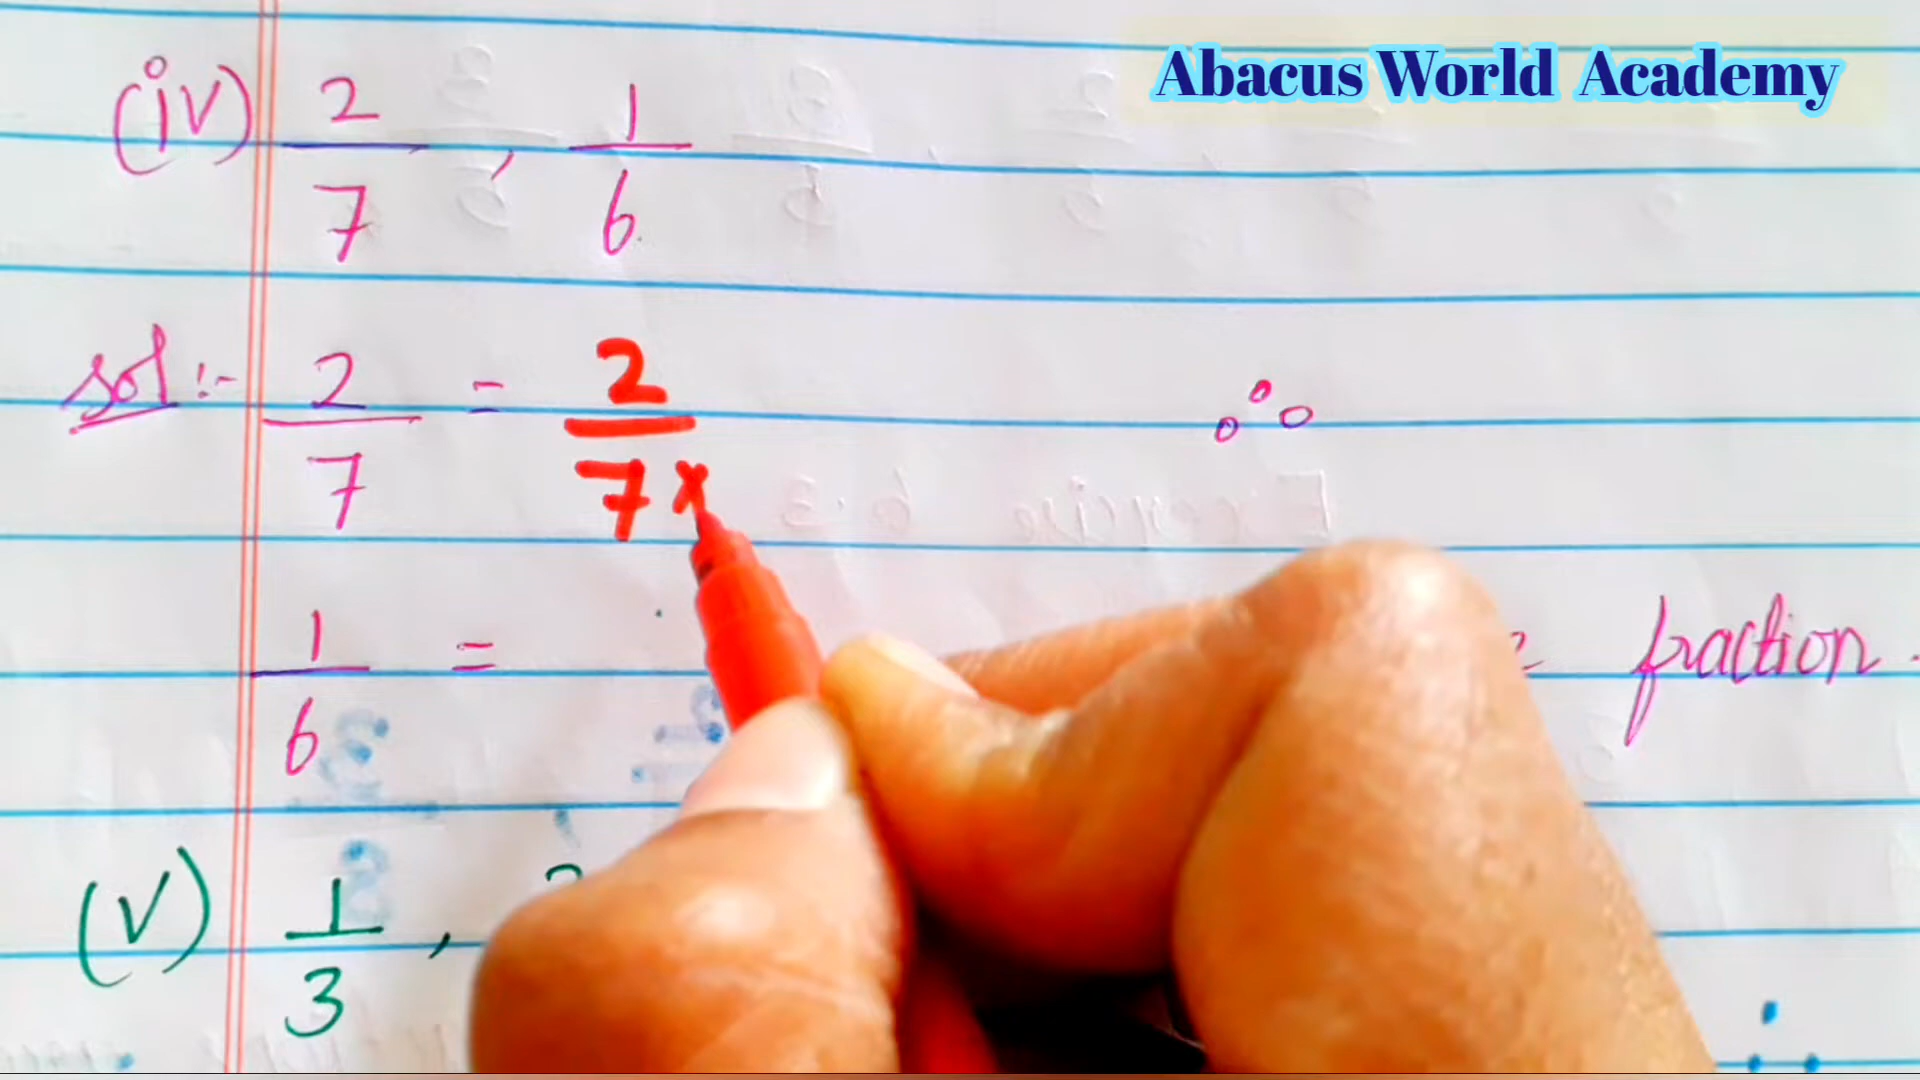 Abacus World Academy
(iv) 2/7 , 1/6
sol:- 2/7 = 2/7×
∴
1/6 =
fraction.
(v) 1/3 ,